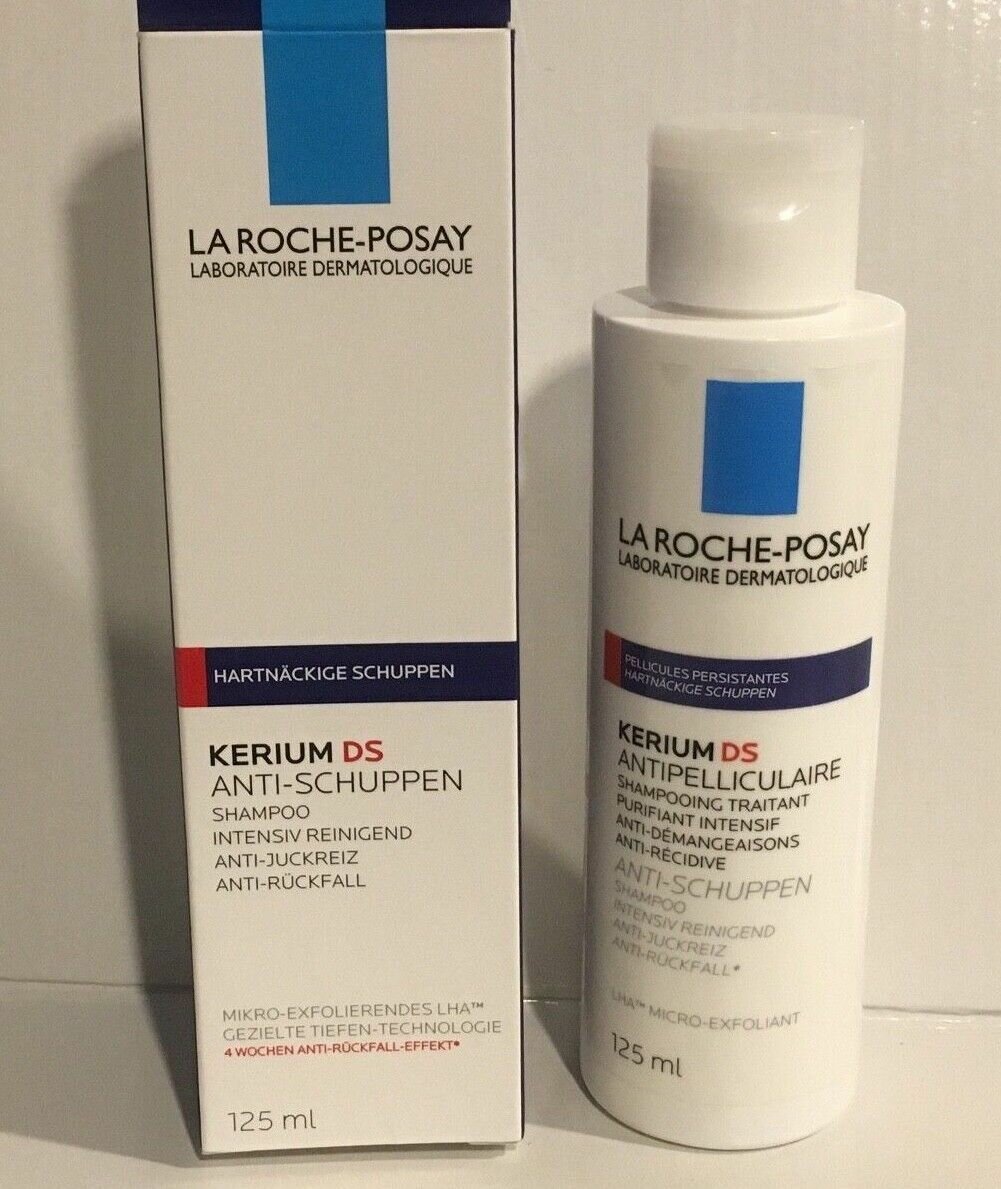 LA ROCHE-POSAY
LABORATOIRE DERMATOLOGIQUE
HARTNÄCKIGE SCHUPPEN
KERIUM DS
ANTI-SCHUPPEN
SHAMPOO
INTENSIV REINIGEND
ANTI-JUCKREIZ
ANTI-RÜCKFALL
MIKRO-EXFOLIERENDES LHA™
GEZIELTE TIEFEN-TECHNOLOGIE
4 WOCHEN ANTI-RÜCKFALL-EFFEKT*
125 ml
LA ROCHE-POSAY
LABORATOIRE DERMATOLOGIQUE
PELLICULES PERSISTANTES
HARTNÄCKIGE SCHUPPEN
KERIUM DS
ANTIPELLICULAIRE
SHAMPOOING TRAITANT
PURIFIANT INTENSIF
ANTI-DÉMANGEAISONS
ANTI-RÉCIDIVE
ANTI-SCHUPPEN
SHAMPOO
INTENSIV REINIGEND
ANTI-JUCKREIZ
ANTI-RÜCKFALL*
LHA™ MICRO-EXFOLIANT
125 ml